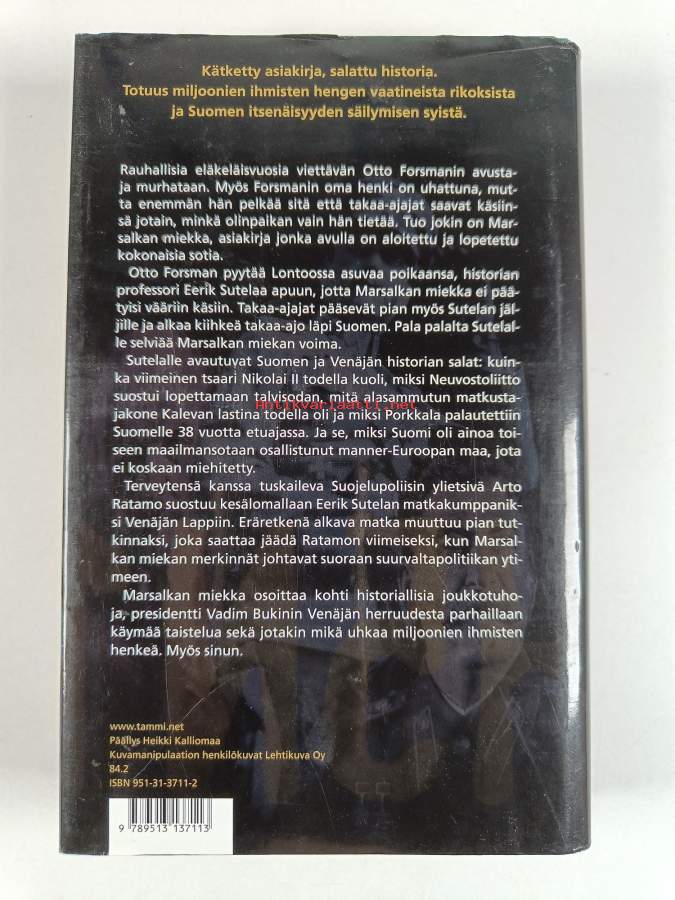 Kätketty asiakirja, salattu historia.
Totuus miljoonien ihmisten hengen vaatineista rikoksista
ja Suomen itsenäisyyden säilymisen syistä.
Rauhallisia eläkeläisvuosia viettävän Otto Forsmanin avusta-
ja murhataan. Myös Forsmanin oma henki on uhattuna, mut-
ta enemmän hän pelkää sitä että takaa-ajajat saavat käsiin-
sä jotain, minkä olinpaikan vain hän tietää. Tuo jokin on Mar-
salkan miekka, asiakirja jonka avulla on aloitettu ja lopetettu
kokonaisia sotia.
Otto Forsman pyytää Lontoossa asuvaa poikaansa, historian
professori Eerik Sutelaa apuun, jotta Marsalkan miekka ei pää-
tyisi vääriin käsiin. Takaa-ajajat pääsevät pian myös Sutelan jäl-
jille ja alkaa kiihkeä takaa-ajo läpi Suomen. Pala palalta Sutelal-
le selviää Marsalkan miekan voima.
Sutelalle avautuvat Suomen ja Venäjän historian salat: kuin-
ka viimeinen tsaari Nikolai II todella kuoli, miksi Neuvostoliitto
suostui lopettamaan talvisodan, mitä alasammutun matkusta-
jakone Kalevan lastina todella oli ja miksi Porkkala palautettiin
Suomelle 38 vuotta etuajassa. Ja se, miksi Suomi oli ainoa toi-
seen maailmansotaan osallistunut manner-Euroopan maa, jota
ei koskaan miehitetty.
Terveytensä kanssa tuskaileva Suojelupoliisin ylietsivä Arto
Ratamo suostuu kesälomallaan Eerik Sutelan matkakumppanik-
si Venäjän Lappiin. Eräretkenä alkava matka muuttuu pian tut-
kinnaksi, joka saattaa jäädä Ratamon viimeiseksi, kun Marsal-
kan miekan merkinnät johtavat suoraan suurvaltapolitiikan yti-
meen.
Marsalkan miekka osoittaa kohti historiallisia joukkotuho-
ja, presidentti Vadim Bukinin Venäjän herruudesta parhaillaan
käymää taistelua sekä jotakin mikä uhkaa miljoonien ihmisten
henkeä. Myös sinun.
Antikvariaatti.net
www.tammi.net
Päällys Heikki Kalliomaa
Kuvamanipulaation henkilökuvat Lehtikuva Oy
84.2
ISBN 951-31-3711-2
9 789513 137113